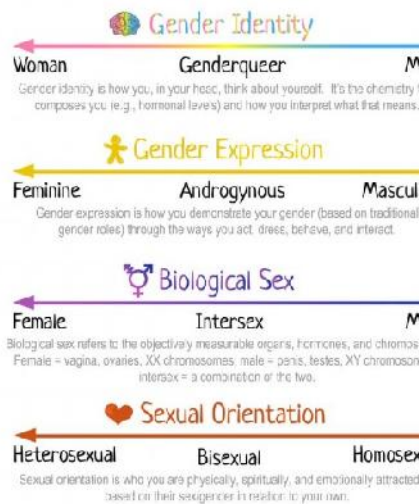 Gender Identity
Woman Genderqueer M
Gender identity is how you, in your head, think about yourself. It's the chemistry
composes you (e.g., hormonal levels) and how you interpret what that means.
Gender Expression
Feminine Androgynous Mascul
Gender expression is how you demonstrate your gender (based on traditional
gender roles) through the ways you act, dress, behave, and interact.
Biological Sex
Female Intersex M
Biological sex refers to the objectively measurable organs, hormones, and chromos
Female = vagina, ovaries, XX chromosomes; male = penis, testes, XY chromoson
intersex = a combination of the two.
Sexual Orientation
Heterosexual Bisexual Homosex
Sexual orientation is who you are physically, spiritually, and emotionally attracted
based on their sex/gender in relation to your own.